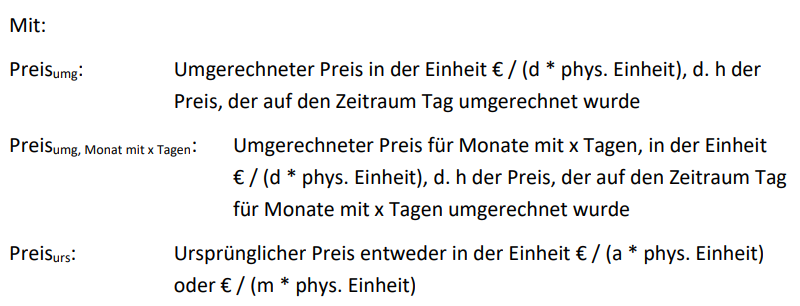 Mit:
Preisumg: Umgerechneter Preis in der Einheit € / (d * phys. Einheit), d. h der
Preis, der auf den Zeitraum Tag umgerechnet wurde
Preisumg, Monat mit x Tagen: Umgerechneter Preis für Monate mit x Tagen, in der Einheit
€ / (d * phys. Einheit), d. h der Preis, der auf den Zeitraum Tag
für Monate mit x Tagen umgerechnet wurde
Preisurs: Ursprünglicher Preis entweder in der Einheit € / (a * phys. Einheit)
oder € / (m * phys. Einheit)